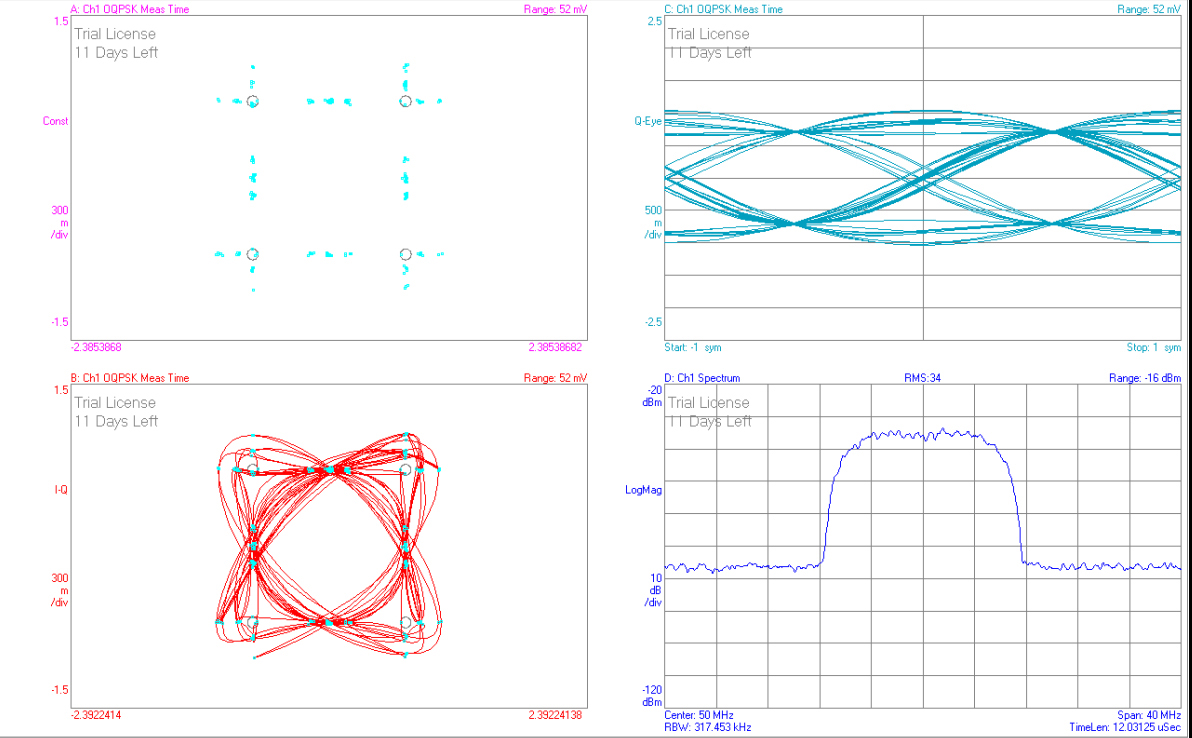 A: Ch1 OQPSK Meas Time
Range: 52 mV
1.5
Trial License
11 Days Left
Const
300
m
/div
-1.5
-2.3853868
2.38538682
C: Ch1 OQPSK Meas Time
Range: 52 mV
2.5
Trial License
11 Days Left
Q-Eye
500
m
/div
-2.5
Start: -1 sym
Stop: 1 sym
B: Ch1 OQPSK Meas Time
Range: 52 mV
1.5
Trial License
11 Days Left
I-Q
300
m
/div
-1.5
-2.3922414
2.39224138
D: Ch1 Spectrum
RMS:34
Range: -16 dBm
-20
dBm
Trial License
11 Days Left
LogMag
10
dB
/div
-120
dBm
Center: 50 MHz
Span: 40 MHz
RBW: 317.453 kHz
TimeLen: 12.03125 uSec